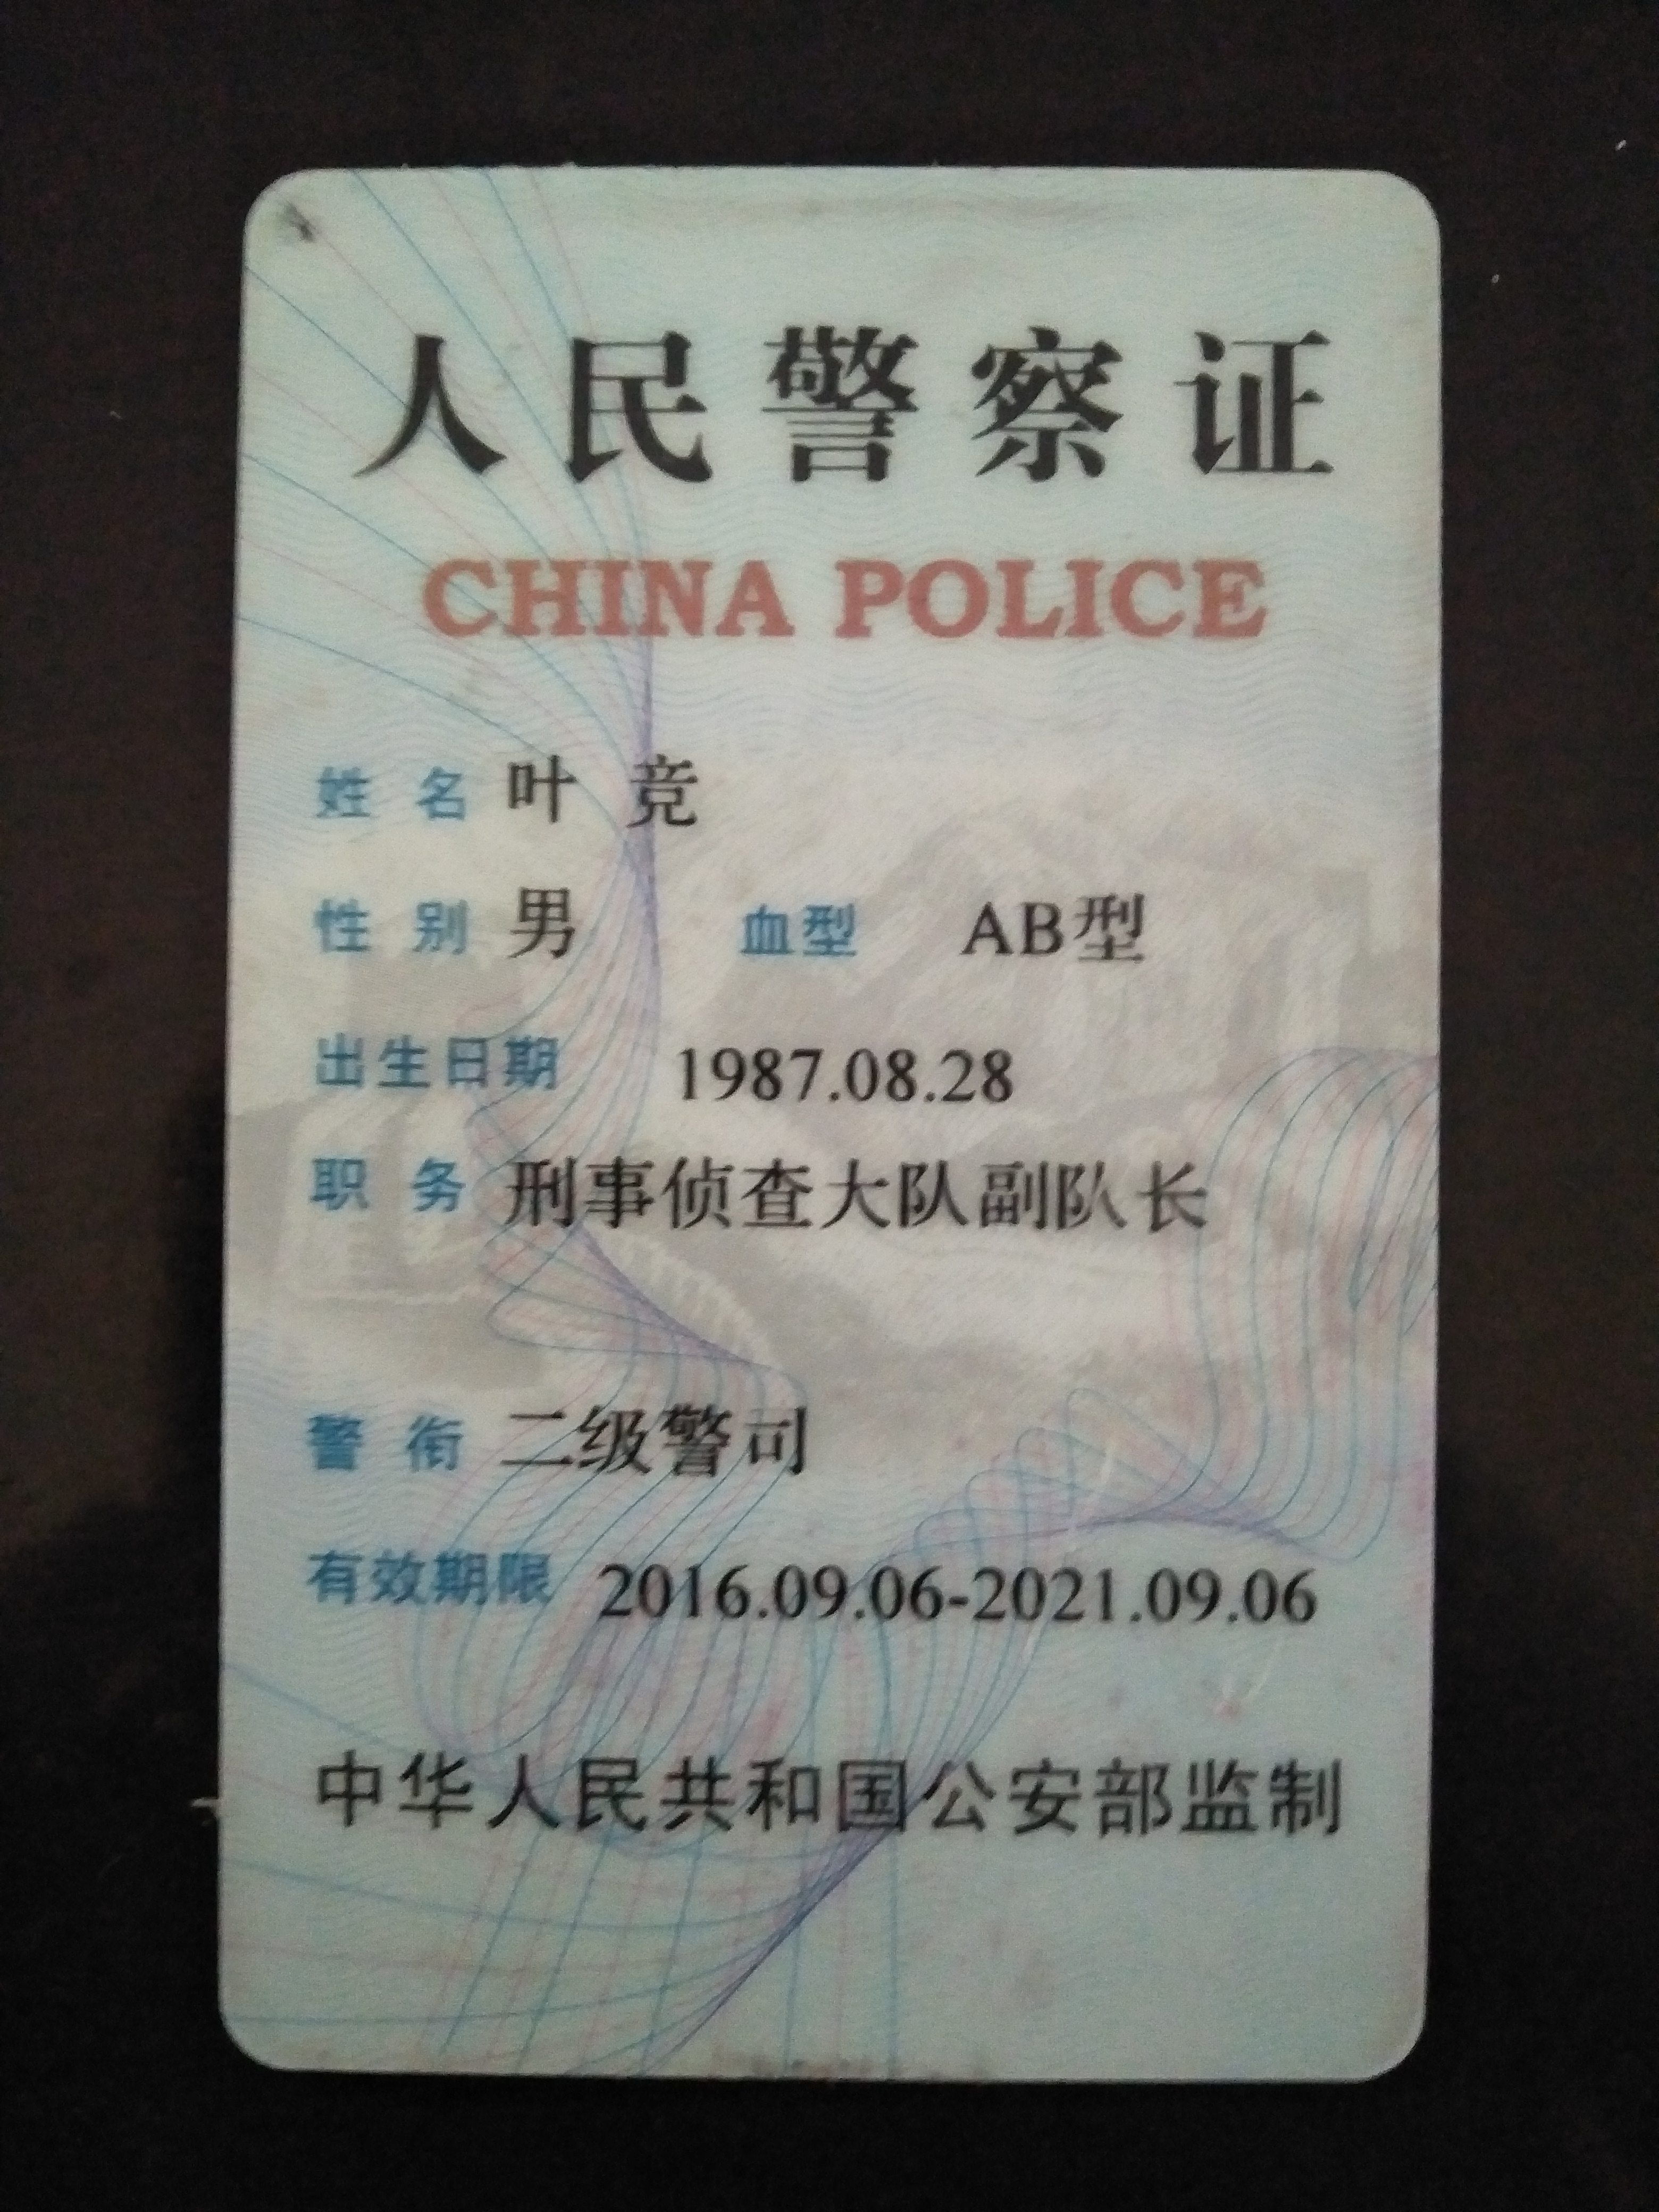 人民警察证
CHINA POLICE
姓名 叶竞
性别 男 血型 AB型
出生日期 1987.08.28
职务 刑事侦查大队副队长
警衔 二级警司
有效期限 2016.09.06-2021.09.06
中华人民共和国公安部监制